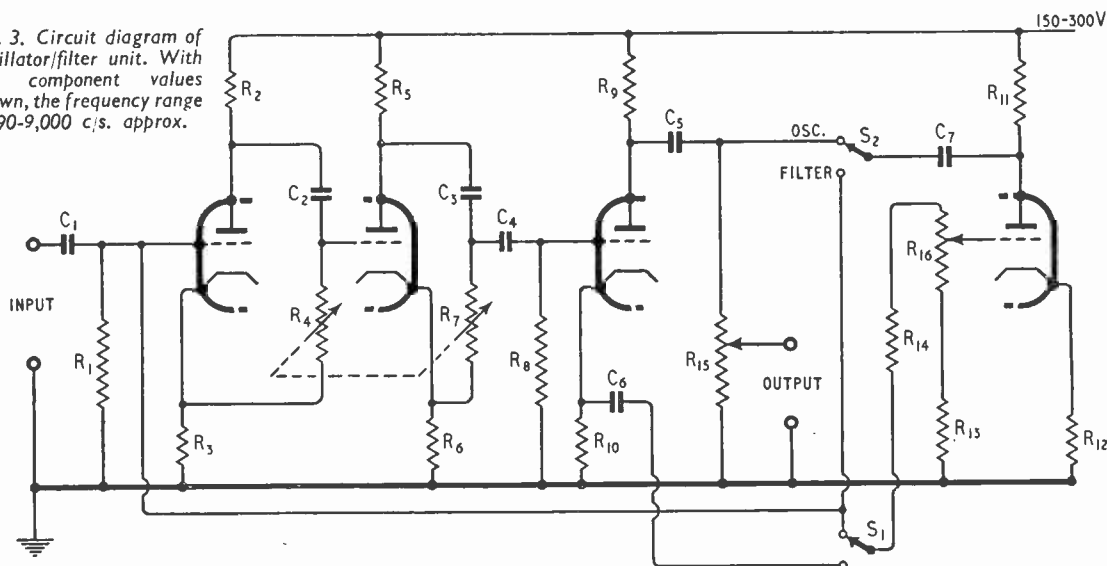 . 3. Circuit diagram of
illator/filter unit. With
component values
wn, the frequency range
90-9,000 c/s. approx.
150-300V
R2
R5
R9
R11
C5
OSC.
S2
C7
FILTER
C2
C3
C1
C4
R16
INPUT
R4
R7
R14
R1
R8
R15
C6
OUTPUT
R3
R6
R10
R13
R12
S1